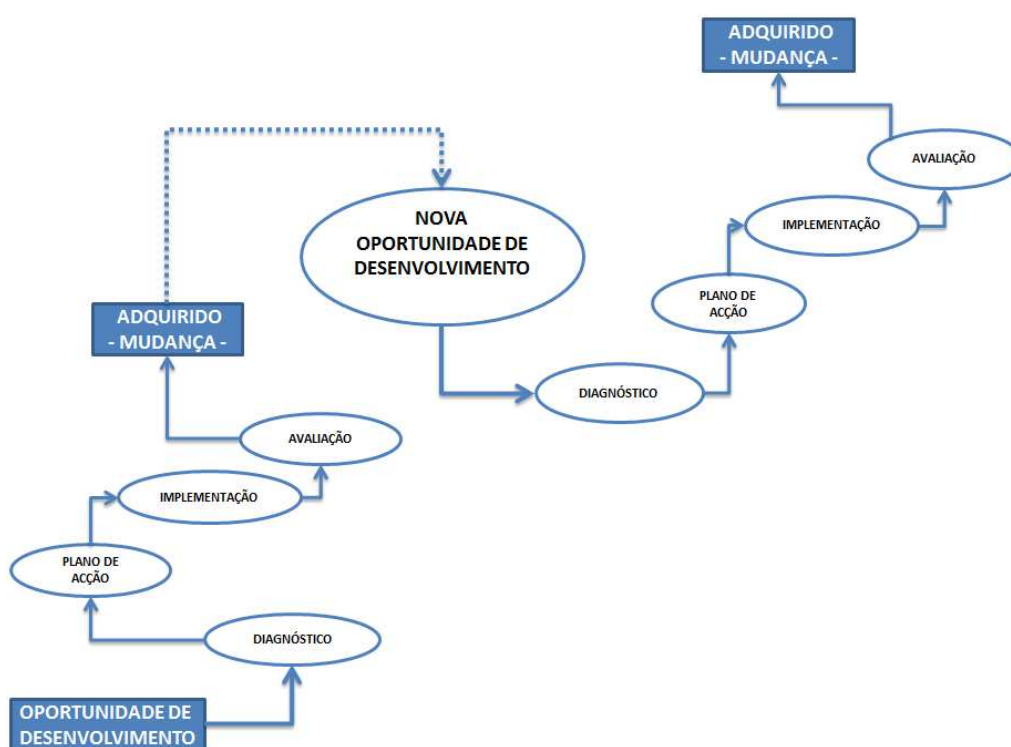 ADQUIRIDO
- MUDANÇA -
AVALIAÇÃO
NOVA
OPORTUNIDADE DE
DESENVOLVIMENTO
IMPLEMENTAÇÃO
PLANO DE
ACÇÃO
ADQUIRIDO
- MUDANÇA -
DIAGNÓSTICO
AVALIAÇÃO
IMPLEMENTAÇÃO
PLANO DE
ACÇÃO
DIAGNÓSTICO
OPORTUNIDADE DE
DESENVOLVIMENTO